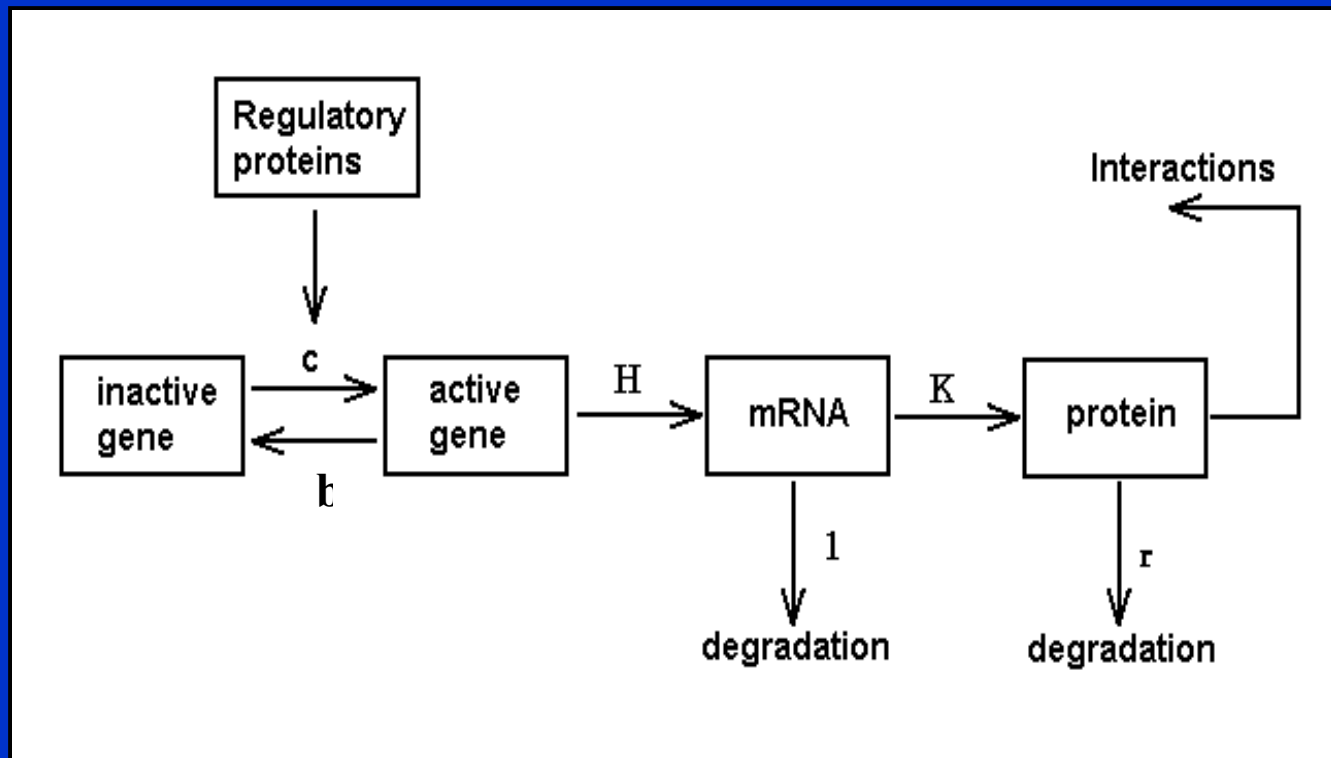 Regulatory
proteins
Interactions
c
inactive
gene
active
gene
H
mRNA
K
protein
b
1
r
degradation
degradation